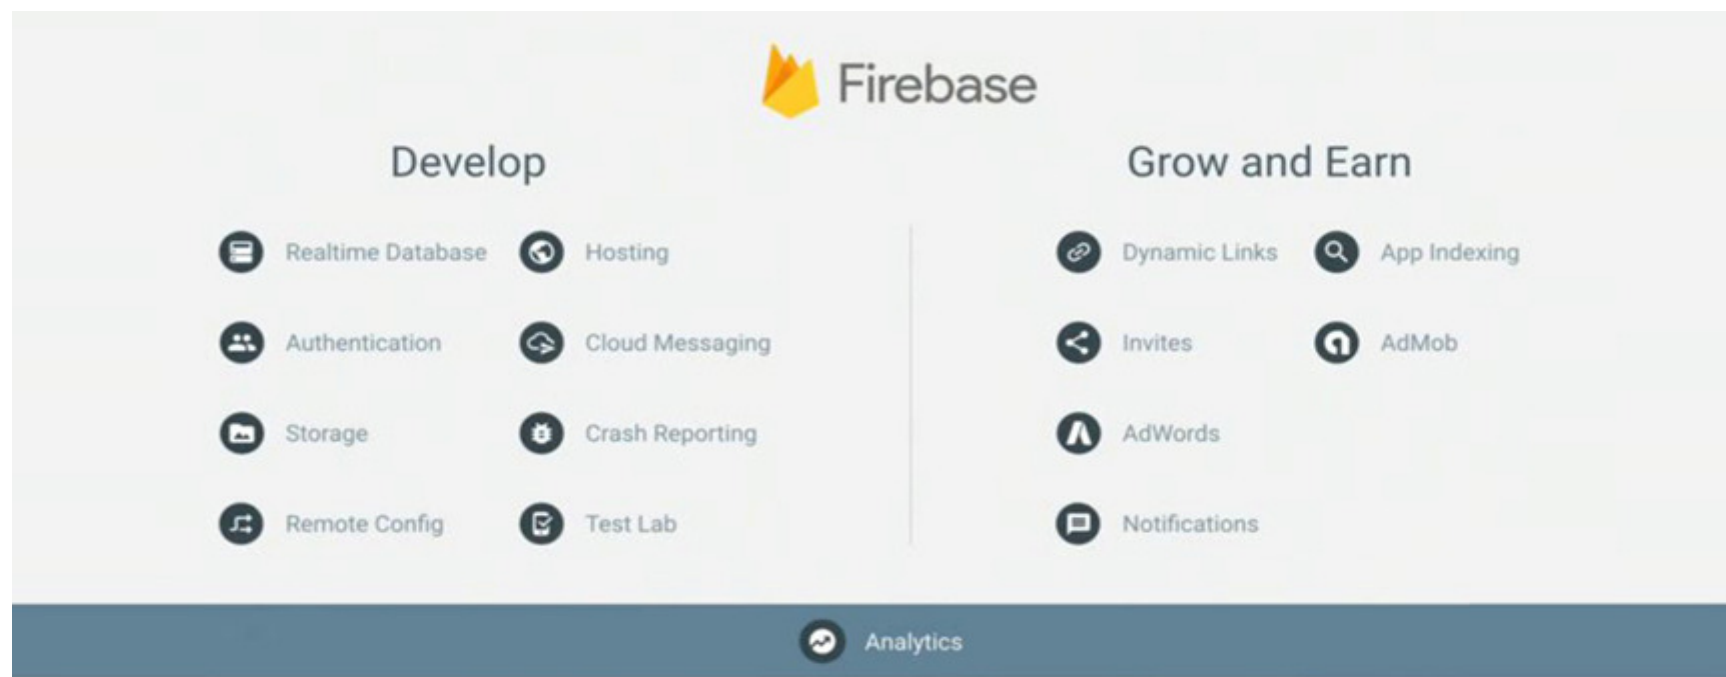 Firebase
Develop
Realtime Database
Hosting
Authentication
Cloud Messaging
Storage
Crash Reporting
Remote Config
Test Lab
Grow and Earn
Dynamic Links
App Indexing
Invites
AdMob
AdWords
Notifications
Analytics